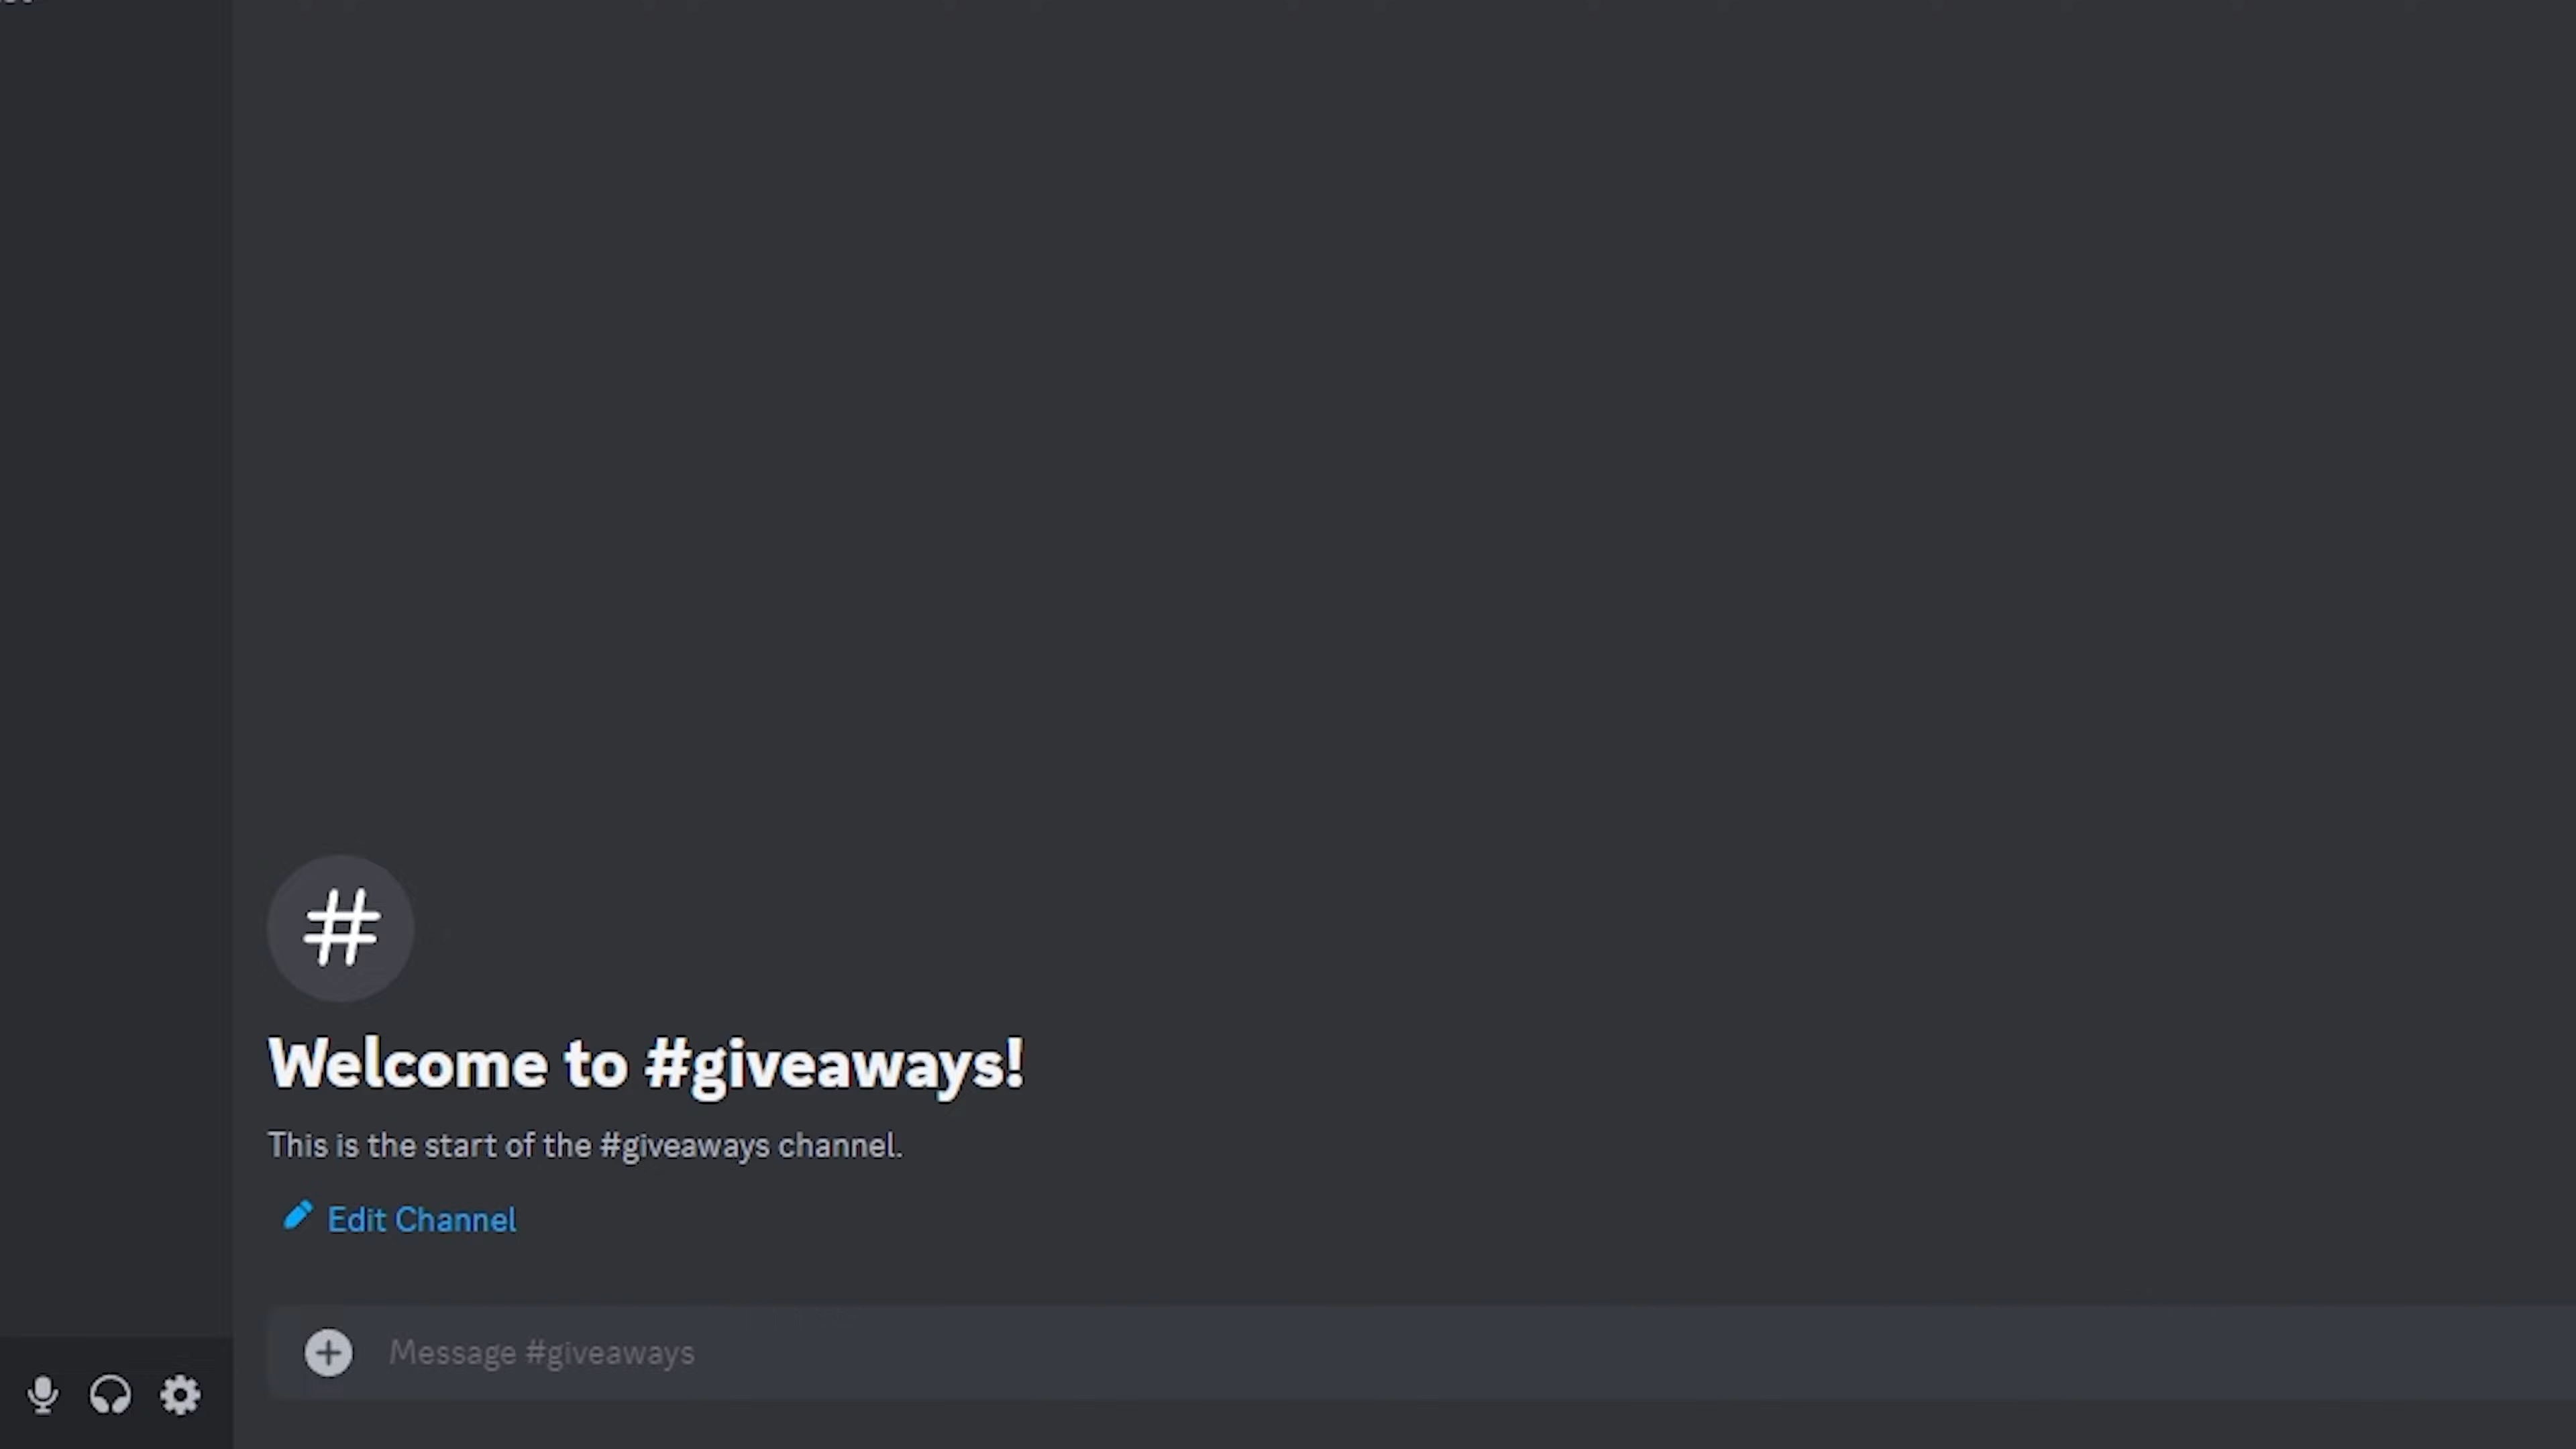 #
Welcome to #giveaways!
This is the start of the #giveaways channel.
Edit Channel
Message #giveaways